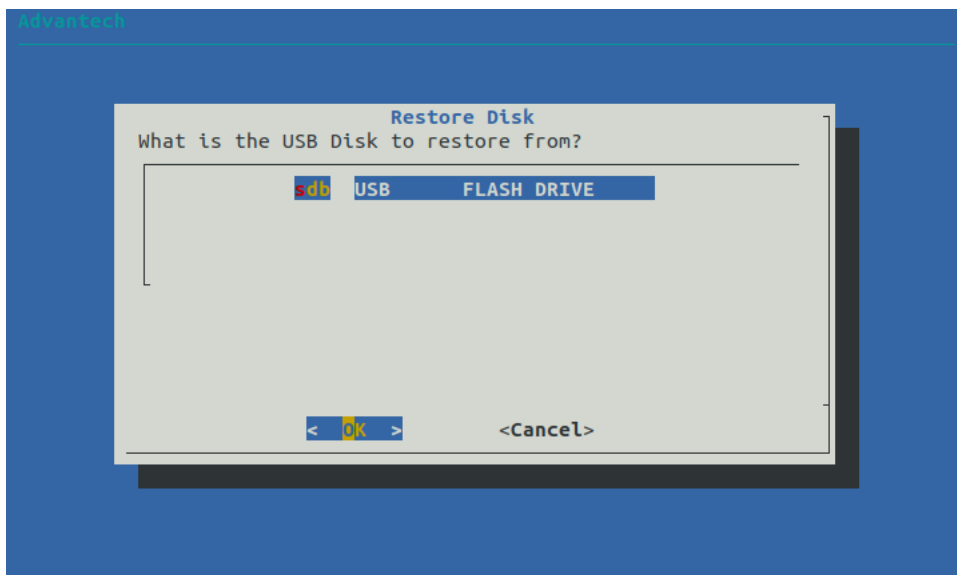 Advantech
Restore Disk
What is the USB Disk to restore from?
sdb USB FLASH DRIVE
< OK > <Cancel>